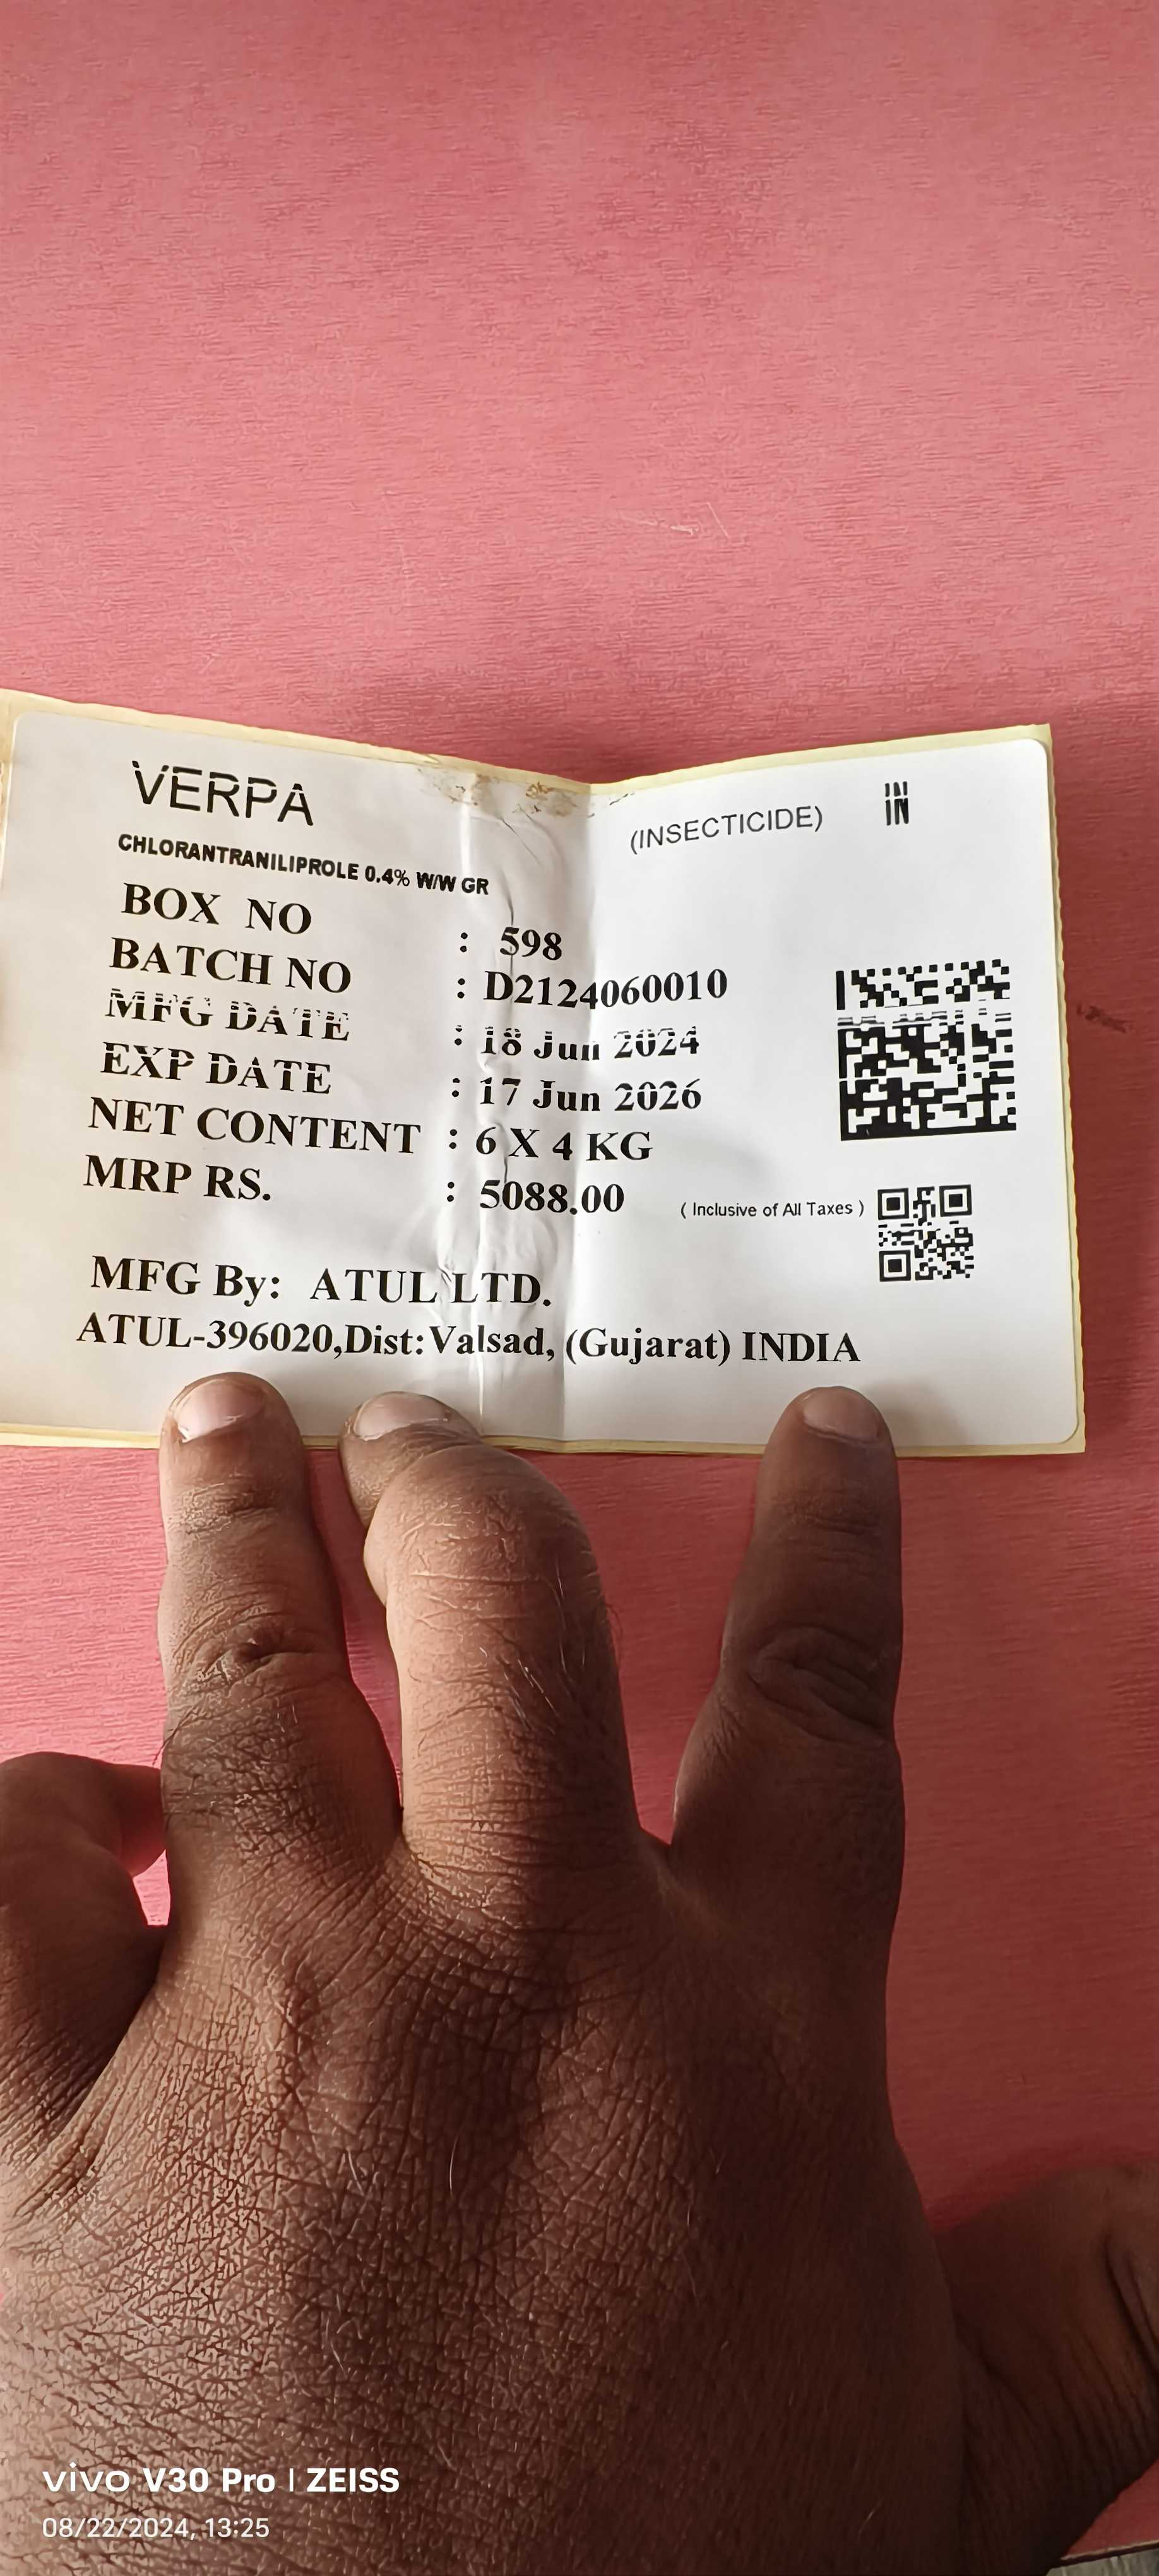 VERPA (INSECTICIDE) IN
CHLORANTRANILIPROLE 0.4% W/W GR
BOX NO : 598
BATCH NO : D2124060010
MFG DATE : 18 Jun 2024
EXP DATE : 17 Jun 2026
NET CONTENT : 6 X 4 KG
MRP RS. : 5088.00 ( Inclusive of All Taxes )
MFG By: ATUL LTD.
ATUL-396020,Dist:Valsad, (Gujarat) INDIA
vivo V30 Pro | ZEISS
08/22/2024, 13:25